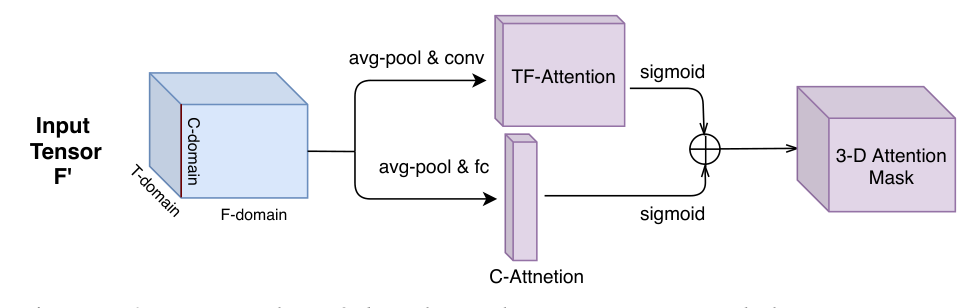 Input
Tensor
F'
C-domain
T-domain
F-domain
avg-pool & conv
avg-pool & fc
TF-Attention
C-Attnetion
sigmoid
sigmoid
3-D Attention
Mask